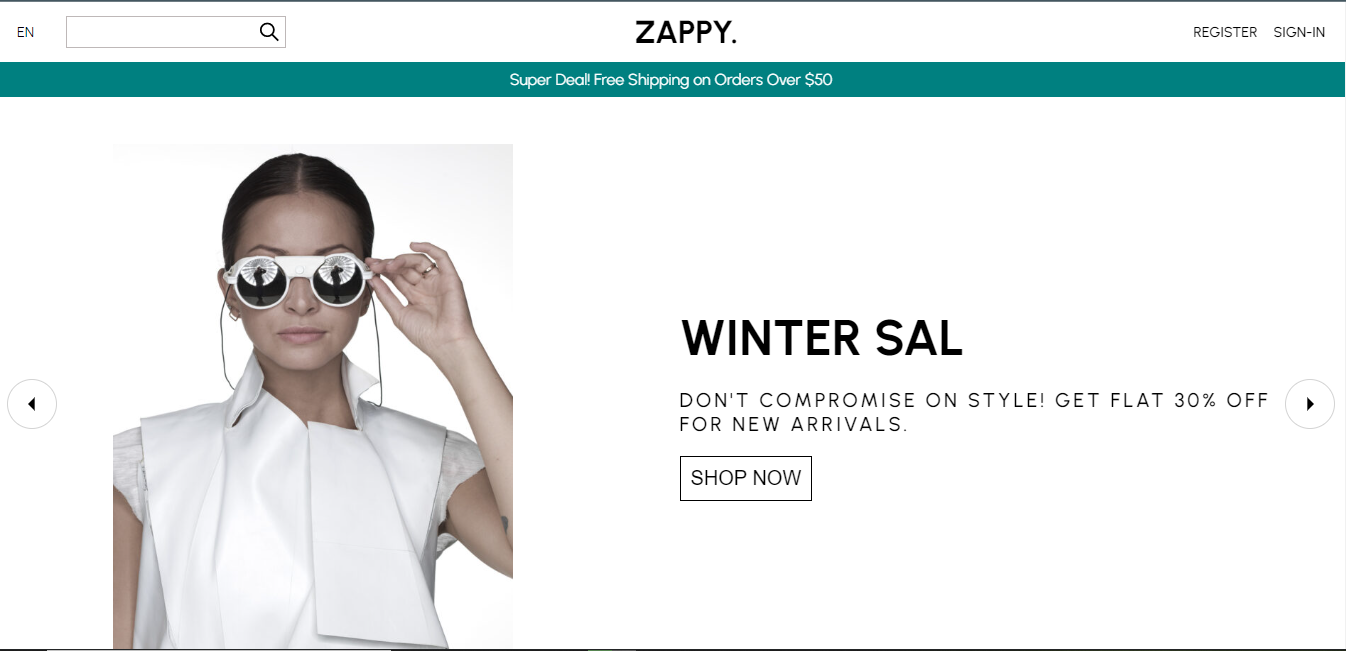 EN
ZAPPY.
REGISTER SIGN-IN
Super Deal! Free Shipping on Orders Over $50
WINTER SAL
DON'T COMPROMISE ON STYLE! GET FLAT 30% OFF
FOR NEW ARRIVALS.
SHOP NOW